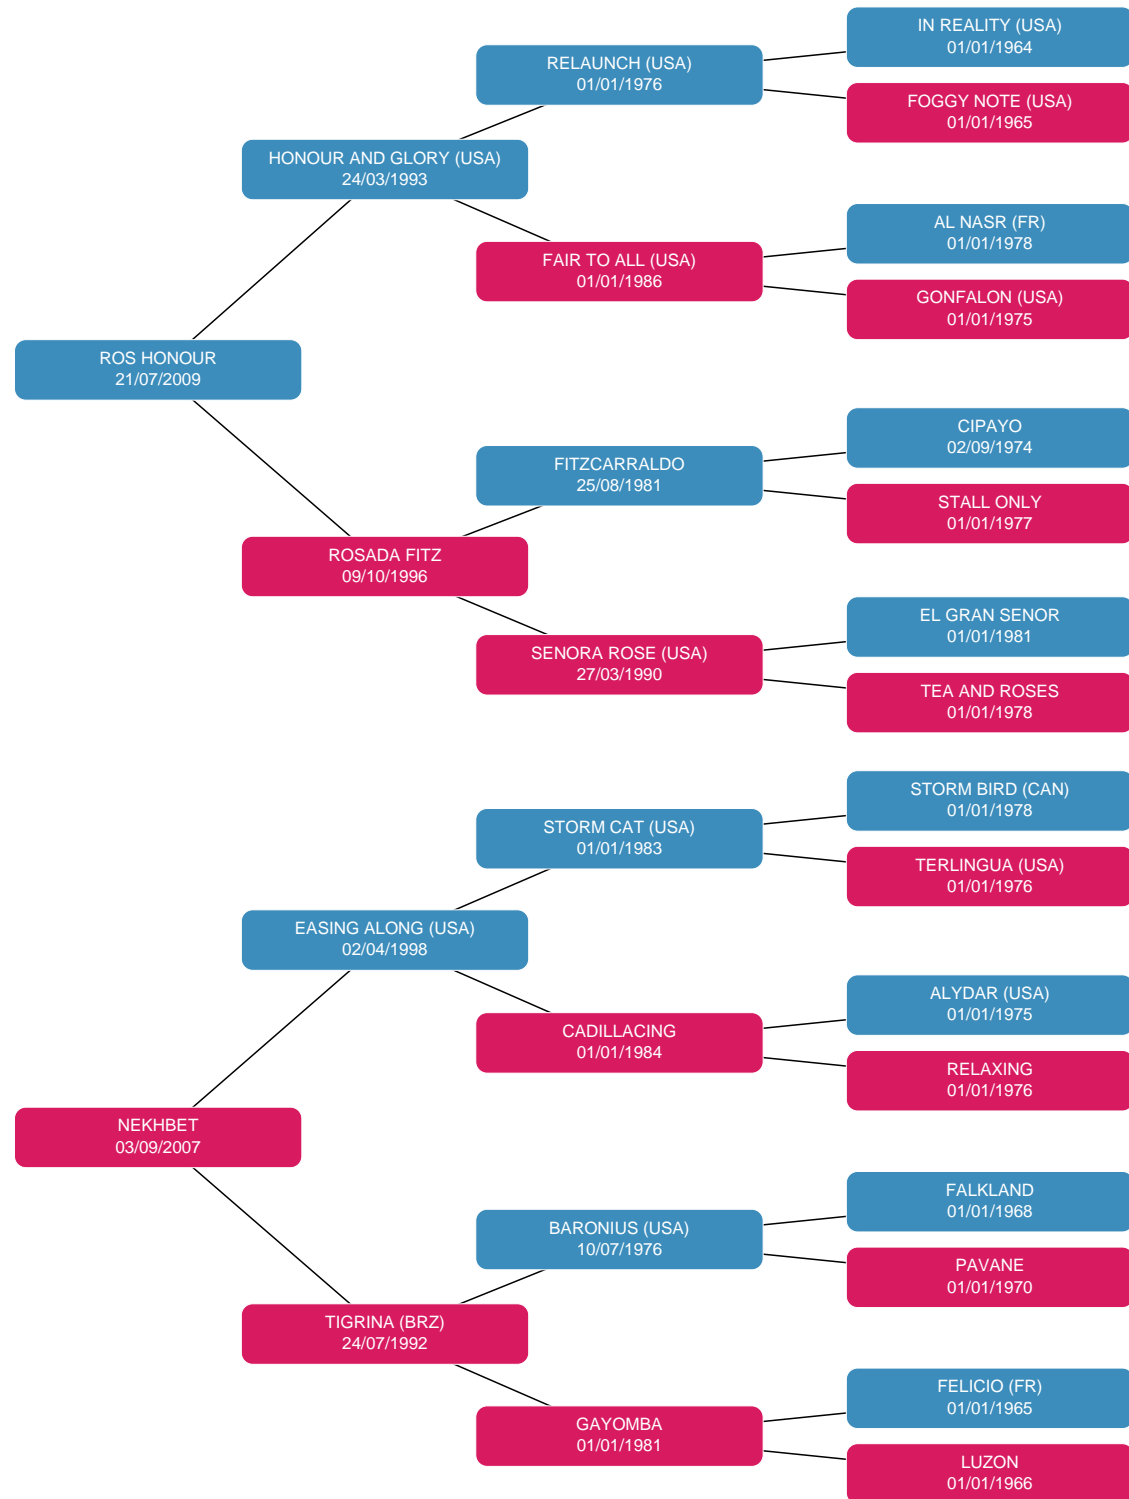 IN REALITY (USA)
01/01/1964
RELAUNCH (USA)
01/01/1976
FOGGY NOTE (USA)
01/01/1965
HONOUR AND GLORY (USA)
24/03/1993
AL NASR (FR)
01/01/1978
FAIR TO ALL (USA)
01/01/1986
GONFALON (USA)
01/01/1975
ROS HONOUR
21/07/2009
CIPAYO
02/09/1974
FITZCARRALDO
25/08/1981
STALL ONLY
01/01/1977
ROSADA FITZ
09/10/1996
EL GRAN SENOR
01/01/1981
SENORA ROSE (USA)
27/03/1990
TEA AND ROSES
01/01/1978
STORM BIRD (CAN)
01/01/1978
STORM CAT (USA)
01/01/1983
TERLINGUA (USA)
01/01/1976
EASING ALONG (USA)
02/04/1998
ALYDAR (USA)
01/01/1975
CADILLACING
01/01/1984
RELAXING
01/01/1976
NEKHBET
03/09/2007
FALKLAND
01/01/1968
BARONIUS (USA)
10/07/1976
PAVANE
01/01/1970
TIGRINA (BRZ)
24/07/1992
FELICIO (FR)
01/01/1965
GAYOMBA
01/01/1981
LUZON
01/01/1966